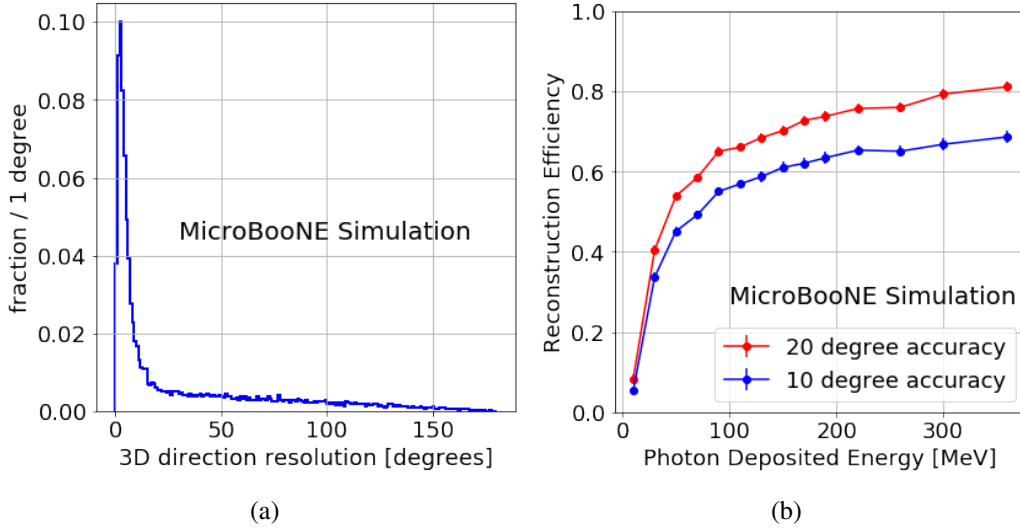 0.10
0.08
0.06
0.04
0.02
0.00
fraction / 1 degree
MicroBooNE Simulation
0
50
100
150
3D direction resolution [degrees]
(a)
1.0
0.8
0.6
0.4
0.2
0.0
Reconstruction Efficiency
MicroBooNE Simulation
20 degree accuracy
10 degree accuracy
0
100
200
300
Photon Deposited Energy [MeV]
(b)